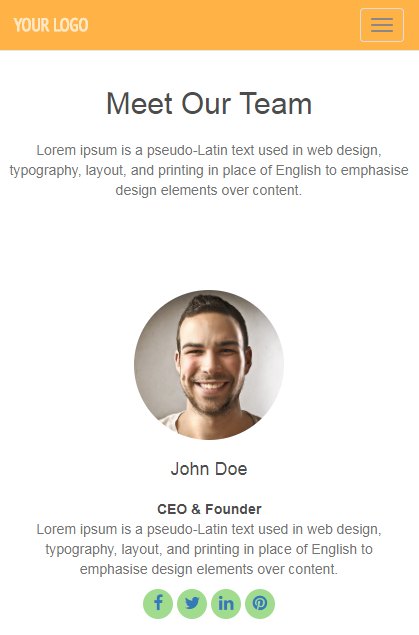 YOUR LOGO
Meet Our Team
Lorem ipsum is a pseudo-Latin text used in web design,
typography, layout, and printing in place of English to emphasise
design elements over content.
John Doe
CEO & Founder
Lorem ipsum is a pseudo-Latin text used in web design,
typography, layout, and printing in place of English to
emphasise design elements over content.